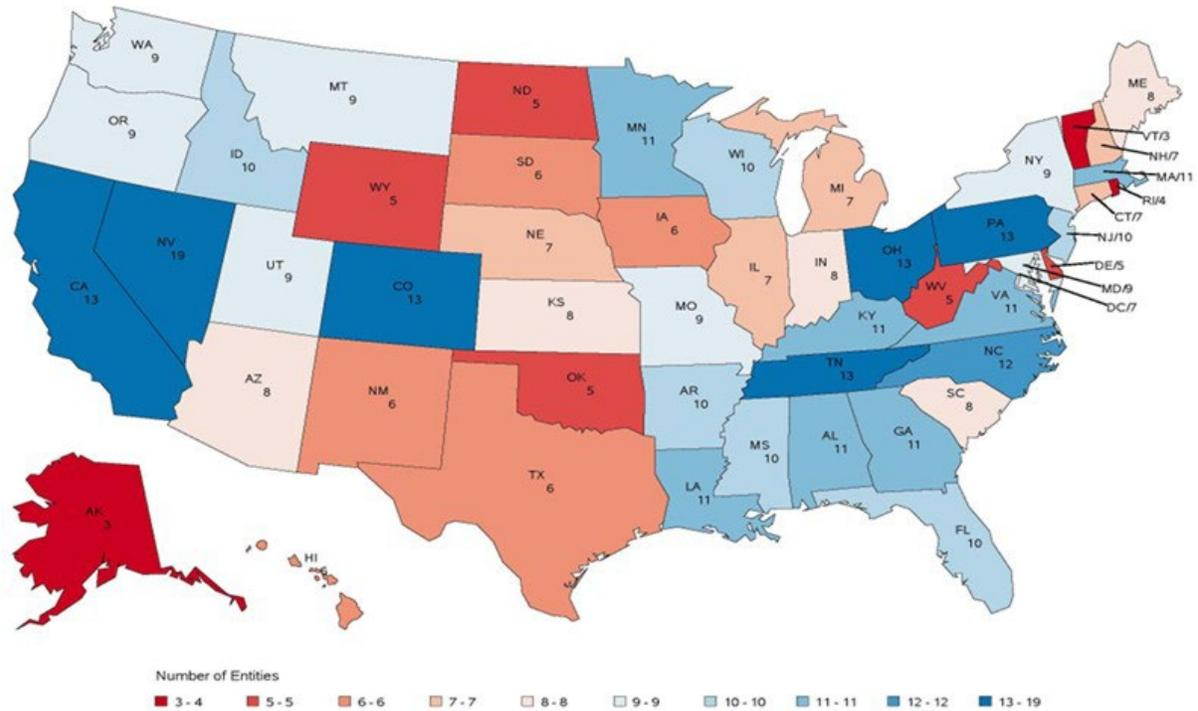 WA
9
OR
9
ID
10
MT
9
ND
5
MN
11
WI
10
SD
6
WY
5
MI
7
NY
9
ME
8
VT/3
NH/7
MA/11
RI/4
CT/7
NJ/10
DE/5
MD/9
DC/7
CA
13
NV
19
UT
9
CO
13
NE
7
IA
6
IL
7
IN
8
OH
13
PA
13
WV
5
VA
11
KS
8
MO
9
KY
11
TN
13
NC
12
SC
8
AZ
8
NM
6
OK
5
AR
10
MS
10
AL
11
GA
11
TX
6
LA
11
FL
10
AK
3
HI
6
Number of Entities
3 - 4
5 - 5
6 - 6
7 - 7
8 - 8
9 - 9
10 - 10
11 - 11
12 - 12
13 - 19